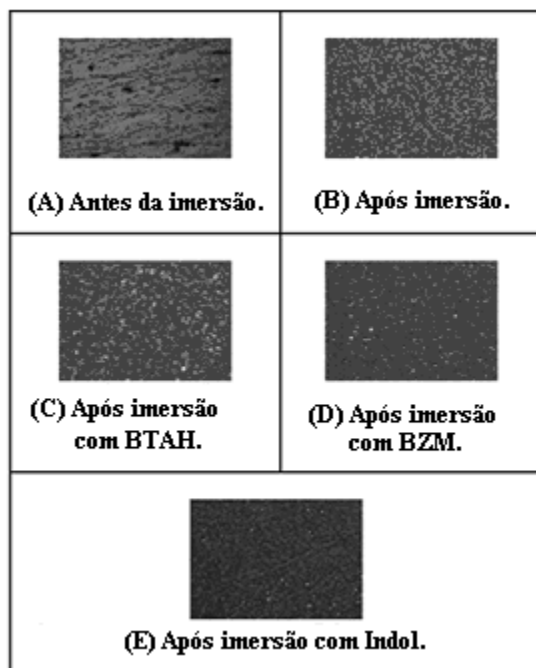 (A) Antes da imersão.
(B) Após imersão.
(C) Após imersão
com BTAH.
(D) Após imersão
com BZM.
(E) Após imersão com Indol.